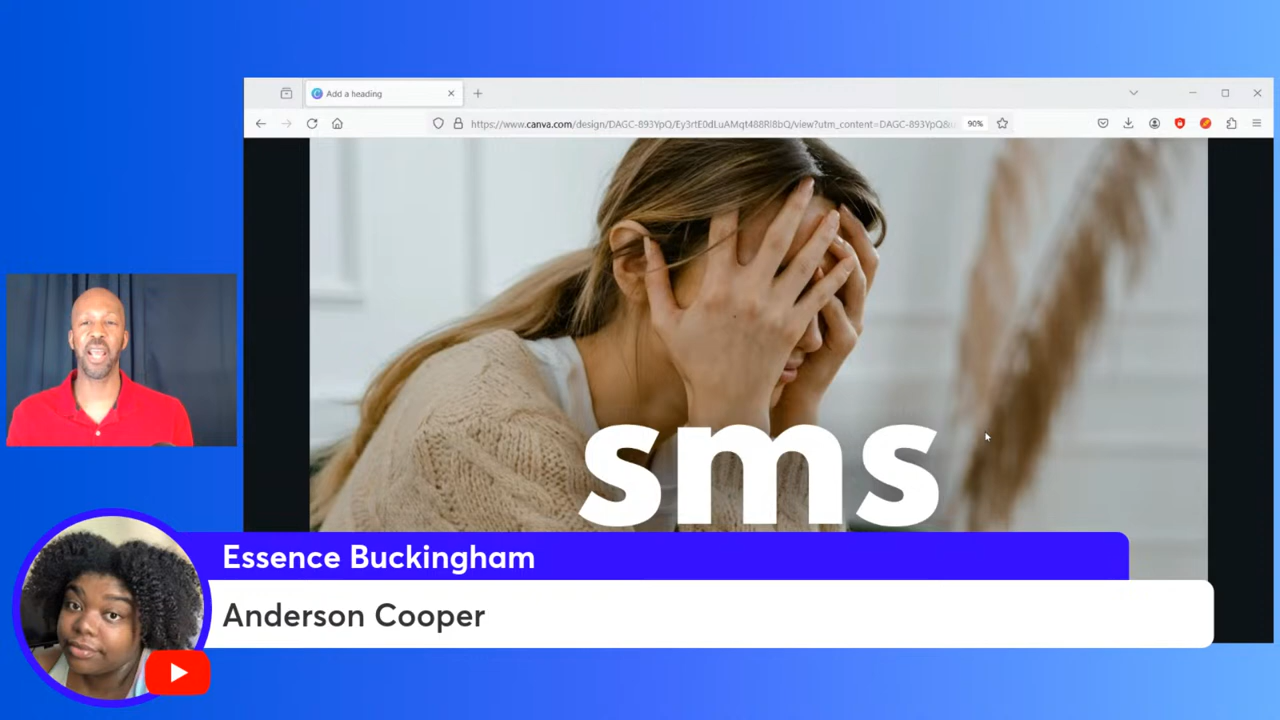 Add a heading
https://www.canva.com/design/DAGC-893YpQ/Ey3rtE0dLuAMqt488Rl8bQ/view?utm_content=DAGC-893YpQ&
90%
sms
Essence Buckingham
Anderson Cooper